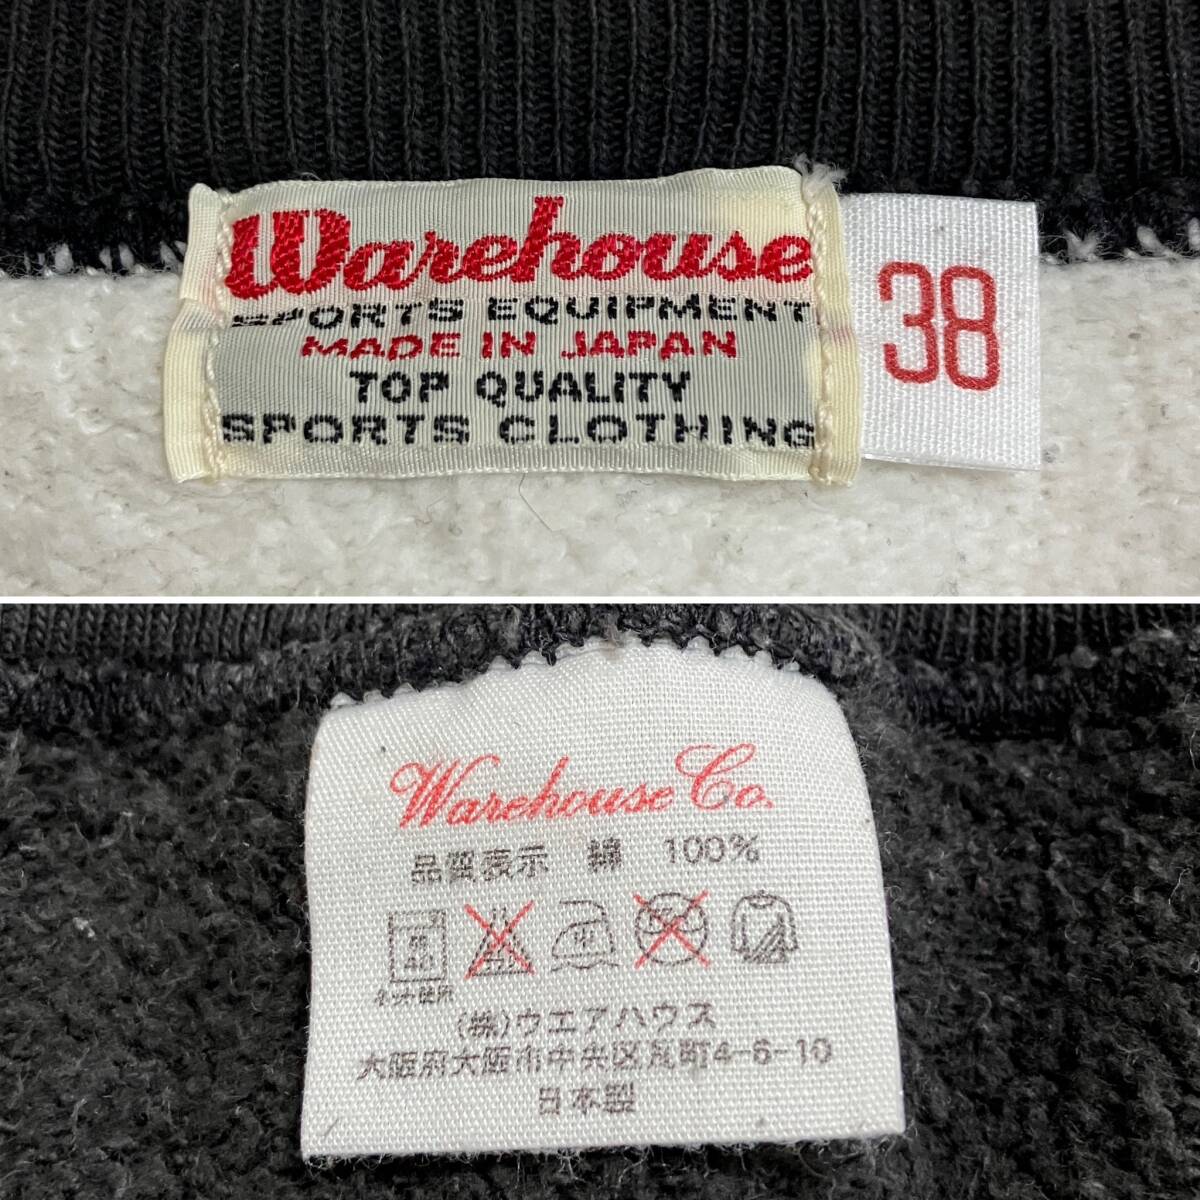 Warehouse
SPORTS EQUIPMENT
MADE IN JAPAN
TOP QUALITY
SPORTS CLOTHING
38
Warehouse Co.
品質表示 綿 100%
40
ネット使用
(株)ウエアハウス
大阪府大阪市中央区瓦町4-6-10
日本製